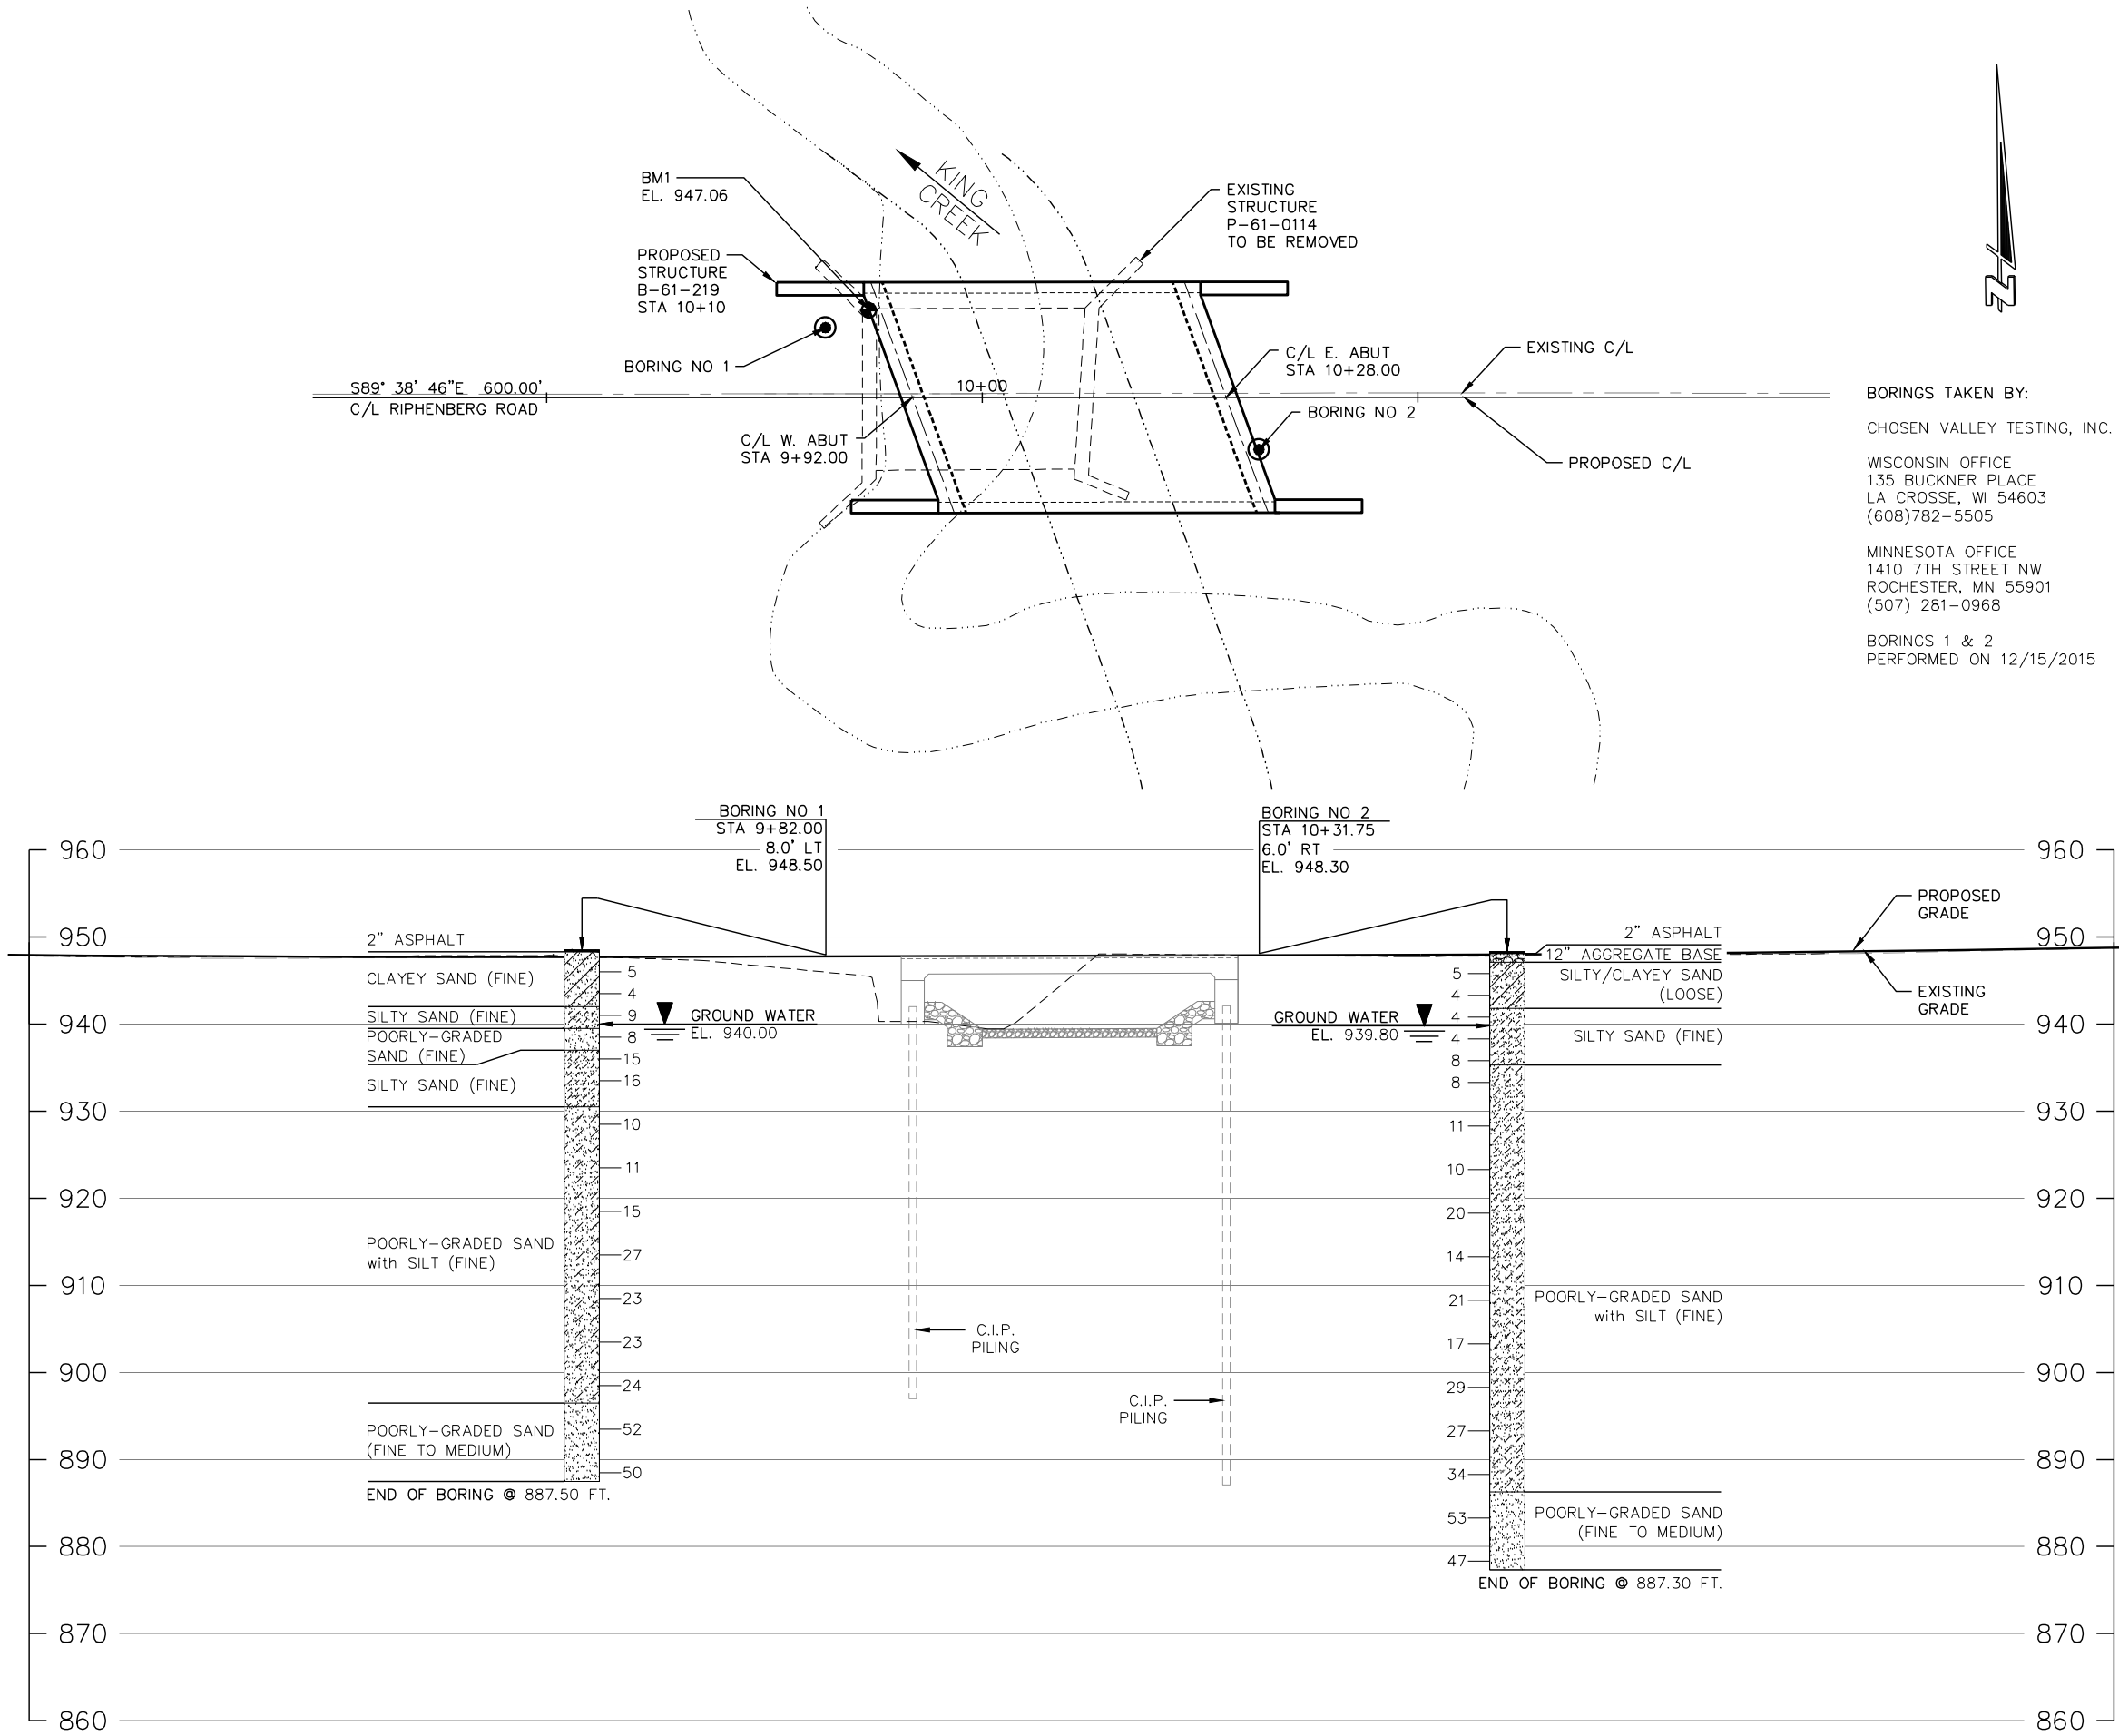 BM1
EL. 947.06
KING
CREEK
EXISTING
STRUCTURE
P-61-0114
TO BE REMOVED
PROPOSED
STRUCTURE
B-61-219
STA 10+10
BORING NO 1
N
S89° 38' 46"E 600.00'
C/L RIPHENBERG ROAD
10+00
C/L E. ABUT
STA 10+28.00
EXISTING C/L
BORING NO 2
C/L W. ABUT
STA 9+92.00
PROPOSED C/L
BORINGS TAKEN BY:
CHOSEN VALLEY TESTING, INC.
WISCONSIN OFFICE
135 BUCKNER PLACE
LA CROSSE, WI 54603
(608)782-5505
MINNESOTA OFFICE
1410 7TH STREET NW
ROCHESTER, MN 55901
(507) 281-0968
BORINGS 1 & 2
PERFORMED ON 12/15/2015
BORING NO 1
STA 9+82.00
8.0' LT
EL. 948.50
BORING NO 2
STA 10+31.75
6.0' RT
EL. 948.30
960
950
940
930
920
910
900
890
880
870
860
2" ASPHALT
CLAYEY SAND (FINE)
SILTY SAND (FINE)
POORLY-GRADED
SAND (FINE)
SILTY SAND (FINE)
POORLY-GRADED SAND
with SILT (FINE)
POORLY-GRADED SAND
(FINE TO MEDIUM)
END OF BORING @ 887.50 FT.
5
4
9
8
15
16
10
11
15
27
23
23
24
52
50
GROUND WATER
EL. 940.00
C.I.P.
PILING
C.I.P.
PILING
GROUND WATER
EL. 939.80
5
4
4
4
8
8
11
10
20
14
21
17
29
27
34
53
47
2" ASPHALT
12" AGGREGATE BASE
SILTY/CLAYEY SAND
(LOOSE)
SILTY SAND (FINE)
POORLY-GRADED SAND
with SILT (FINE)
POORLY-GRADED SAND
(FINE TO MEDIUM)
END OF BORING @ 887.30 FT.
PROPOSED
GRADE
EXISTING
GRADE
960
950
940
930
920
910
900
890
880
870
860